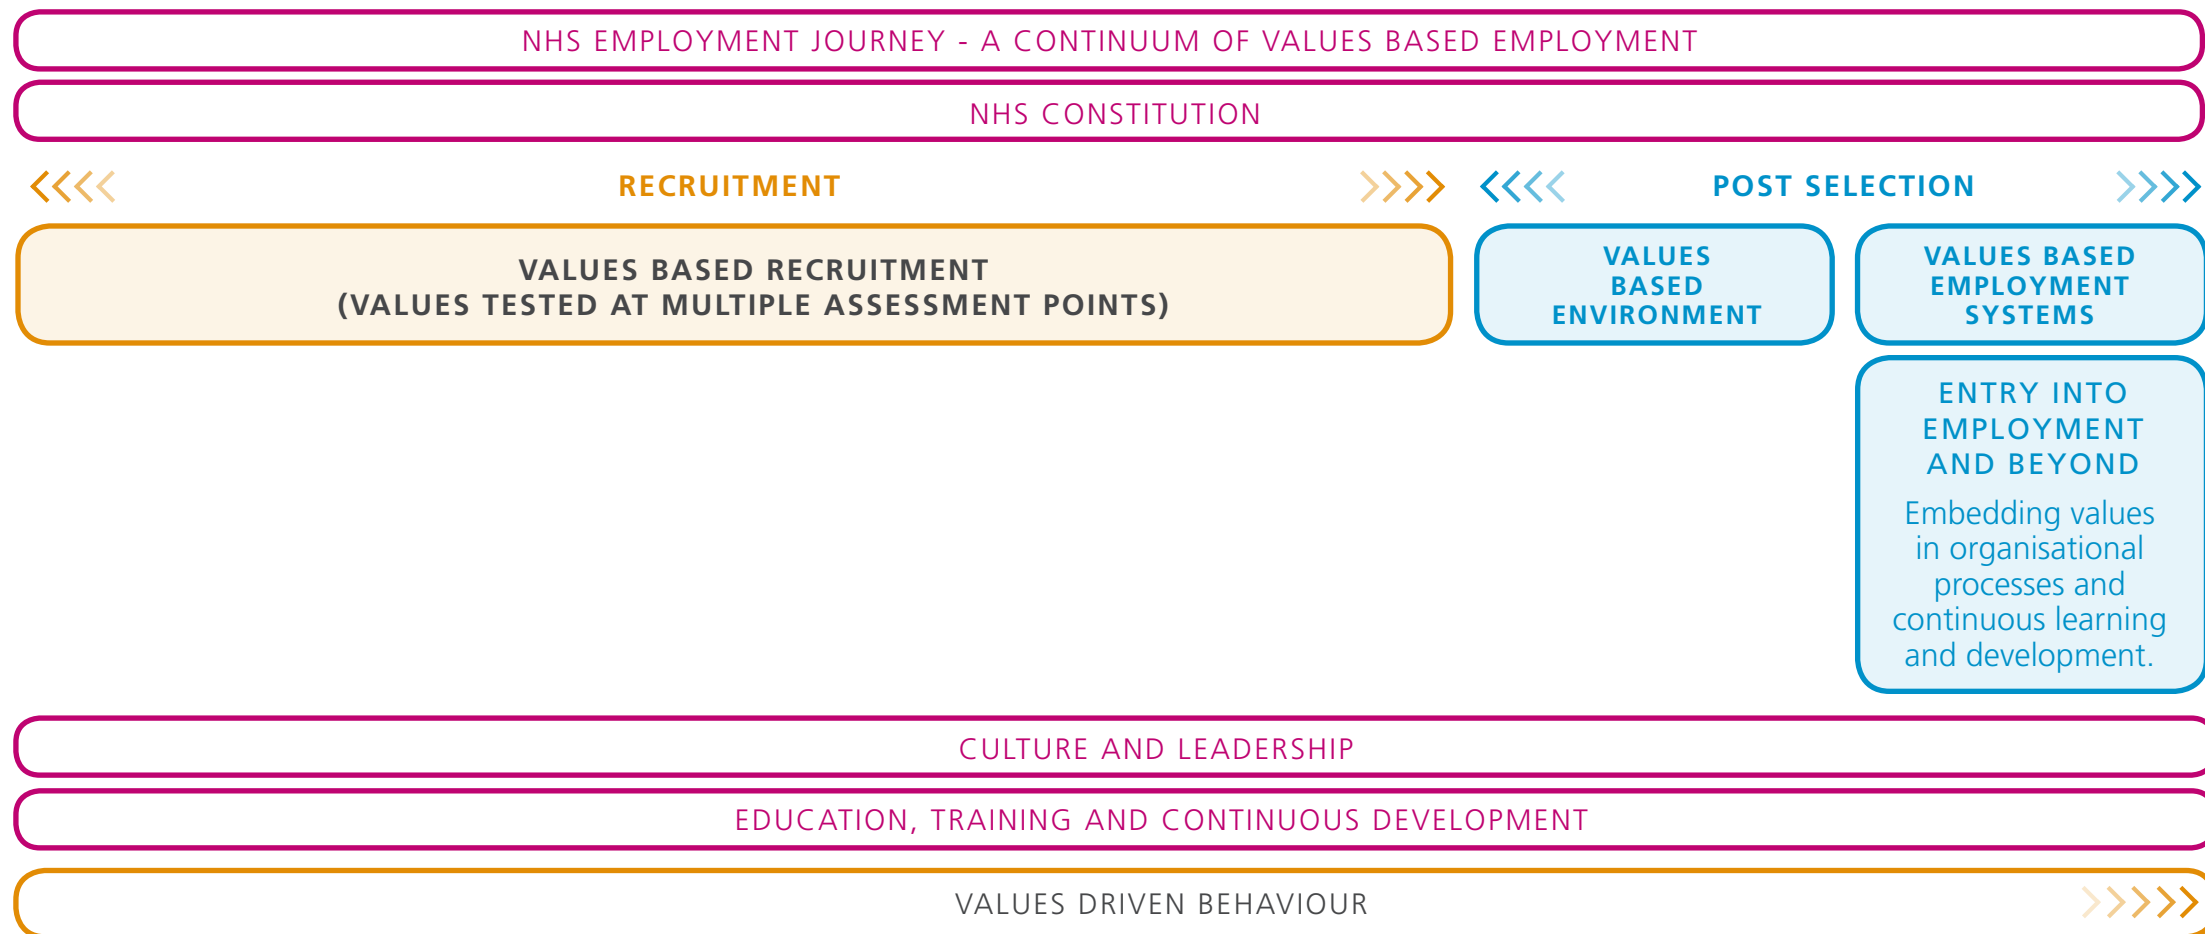 NHS EMPLOYMENT JOURNEY - A CONTINUUM OF VALUES BASED EMPLOYMENT
NHS CONSTITUTION
RECRUITMENT
POST SELECTION
VALUES BASED RECRUITMENT
(VALUES TESTED AT MULTIPLE ASSESSMENT POINTS)
VALUES
BASED
ENVIRONMENT
VALUES BASED
EMPLOYMENT
SYSTEMS
ENTRY INTO
EMPLOYMENT
AND BEYOND
Embedding values
in organisational
processes and
continuous learning
and development.
CULTURE AND LEADERSHIP
EDUCATION, TRAINING AND CONTINUOUS DEVELOPMENT
VALUES DRIVEN BEHAVIOUR